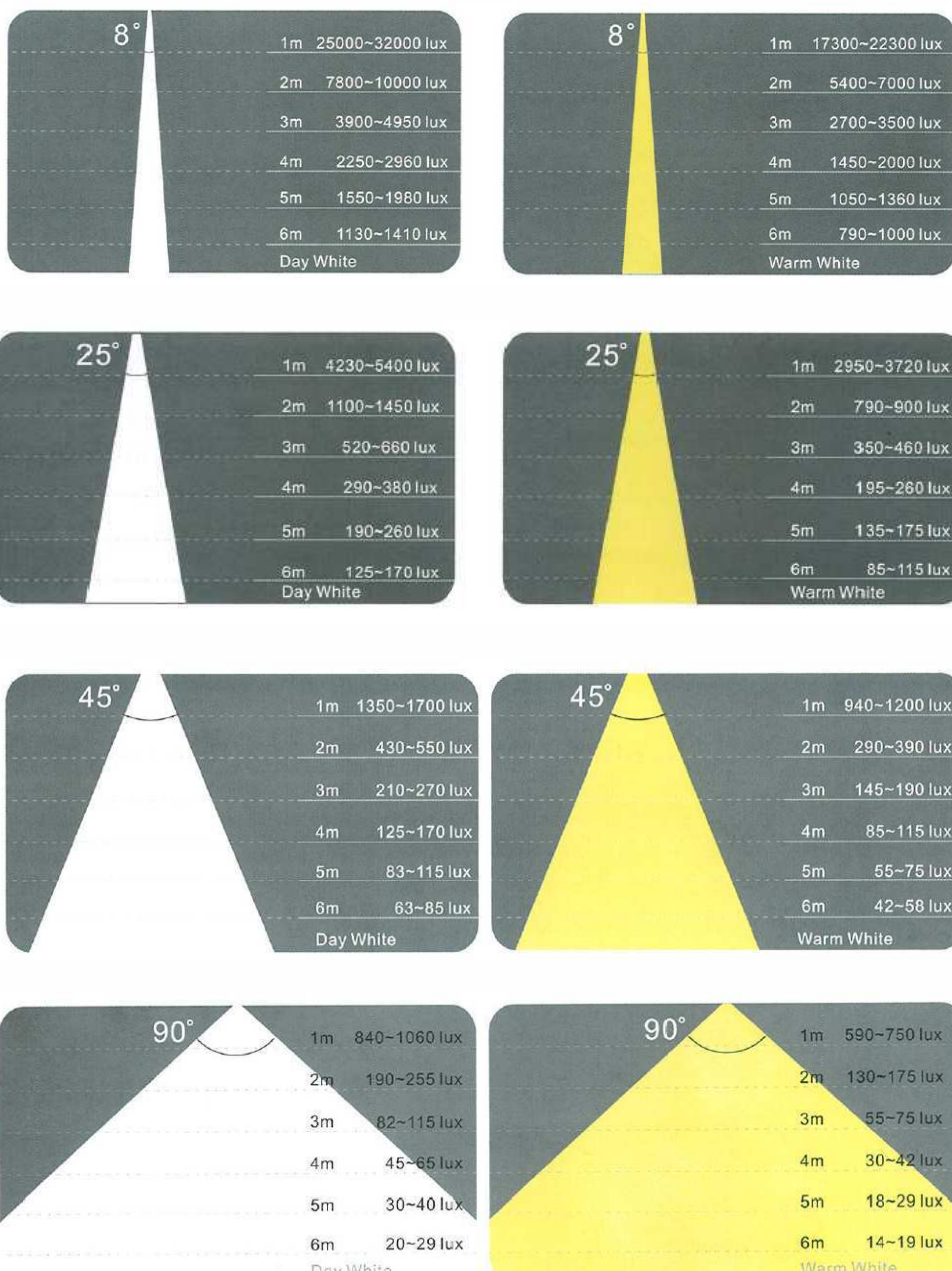 8°
1m 25000~32000 lux
2m 7800~10000 lux
3m 3900~4950 lux
4m 2250~2960 lux
5m 1550~1980 lux
6m 1130~1410 lux
Day White
8°
1m 17300~22300 lux
2m 5400~7000 lux
3m 2700~3500 lux
4m 1450~2000 lux
5m 1050~1360 lux
6m 790~1000 lux
Warm White
25°
1m 4230~5400 lux
2m 1100~1450 lux
3m 520~660 lux
4m 290~380 lux
5m 190~260 lux
6m 125~170 lux
Day White
25°
1m 2950~3720 lux
2m 790~900 lux
3m 350~460 lux
4m 195~260 lux
5m 135~175 lux
6m 85~115 lux
Warm White
45°
1m 1350~1700 lux
2m 430~550 lux
3m 210~270 lux
4m 125~170 lux
5m 83~115 lux
6m 63~85 lux
Day White
45°
1m 940~1200 lux
2m 290~390 lux
3m 145~190 lux
4m 85~115 lux
5m 55~75 lux
6m 42~58 lux
Warm White
90°
1m 840~1060 lux
2m 190~255 lux
3m 82~115 lux
4m 45~65 lux
5m 30~40 lux
6m 20~29 lux
Day White
90°
1m 590~750 lux
2m 130~175 lux
3m 55~75 lux
4m 30~42 lux
5m 18~29 lux
6m 14~19 lux
Warm White